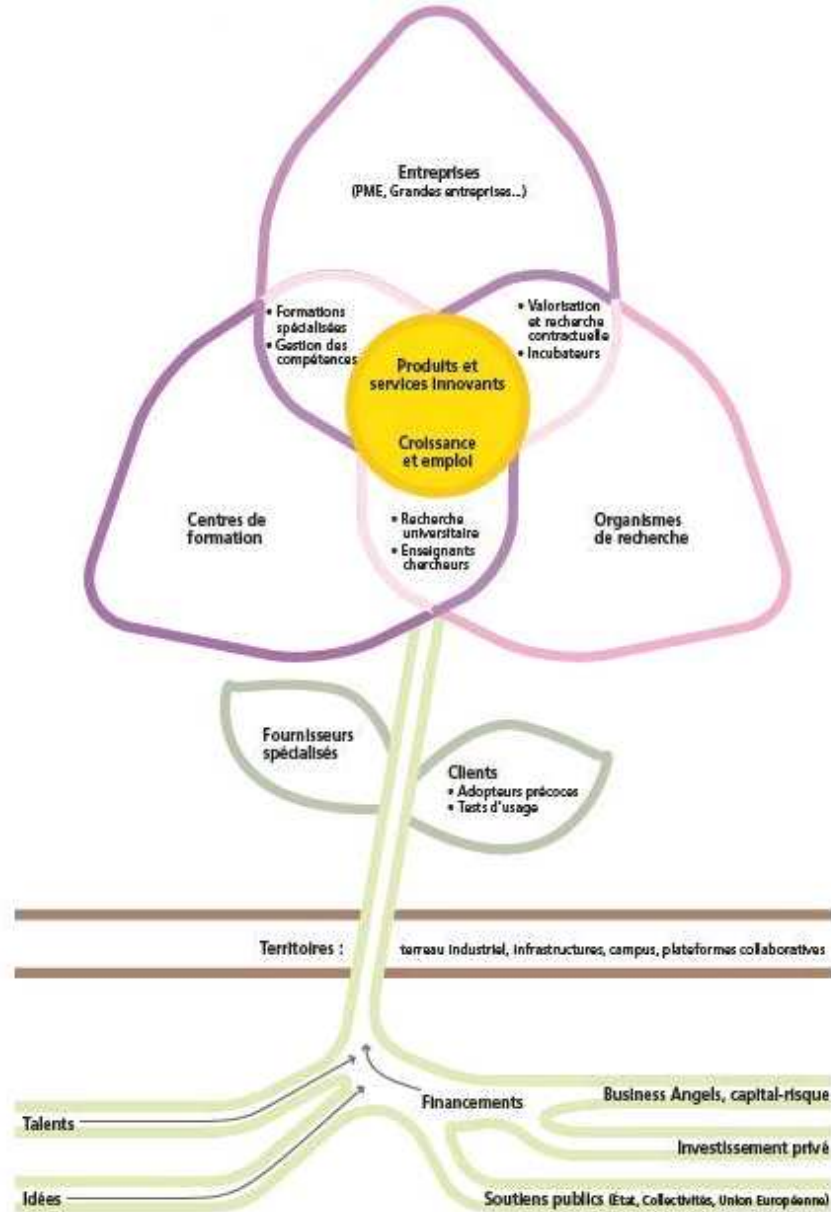 Entreprises
(PME, Grandes entreprises...)
• Formations
spécialisées
• Gestion des
compétences
• Valorisation
et recherche
contractuelle
• Incubateurs
Produits et
services innovants
Croissance
et emploi
Centres de
formation
• Recherche
universitaire
• Enseignants
chercheurs
Organismes
de recherche
Fournisseurs
spécialisés
Clients
• Adopteurs précoces
• Tests d'usage
Territoires : terreau industriel, infrastructures, campus, plateformes collaboratives
Talents
Financements
Business Angels, capital-risque
Investissement privé
Idées
Soutiens publics (État, Collectivités, Union Européenne)